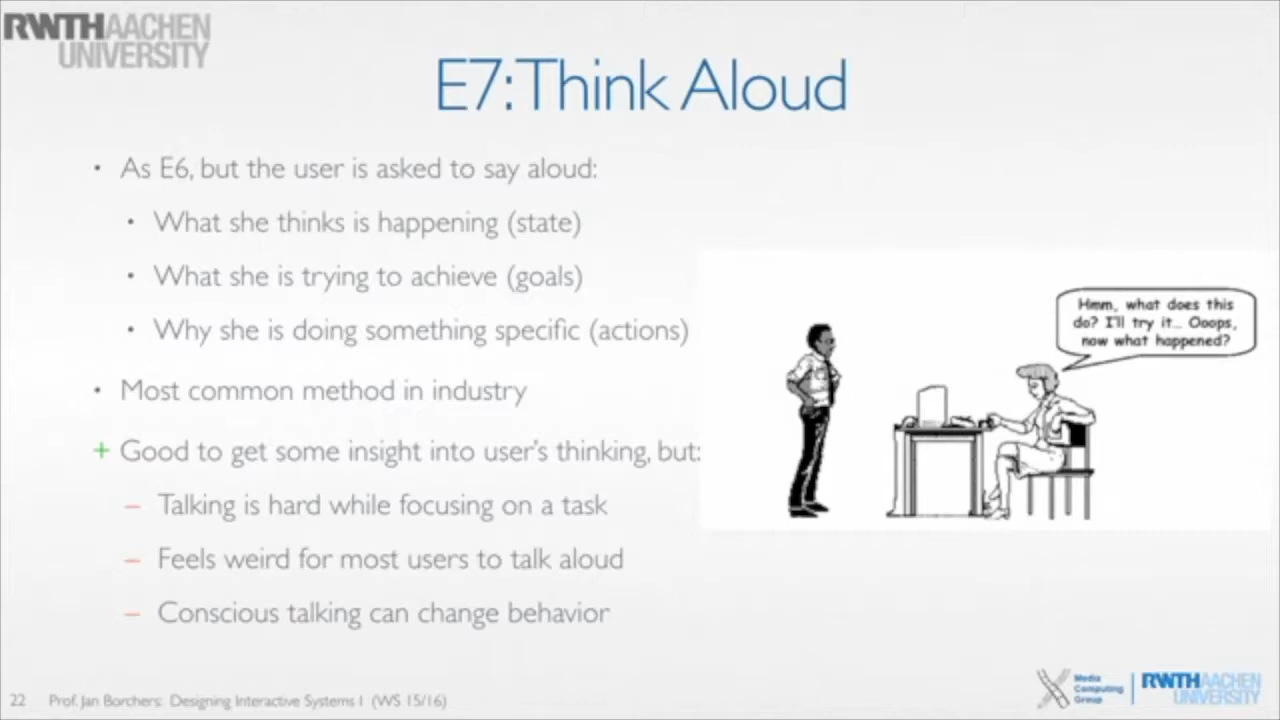 RWTHAACHEN
UNIVERSITY
E7: Think Aloud
• As E6, but the user is asked to say aloud:
• What she thinks is happening (state)
• What she is trying to achieve (goals)
• Why she is doing something specific (actions)
• Most common method in industry
+ Good to get some insight into user's thinking, but:
– Talking is hard while focusing on a task
– Feels weird for most users to talk aloud
– Conscious talking can change behavior
Hmm, what does this
do? I'll try it... Ooops,
now what happened?
22 Prof. Jan Borchers: Designing Interactive Systems I (WS 15/16)
Media
Computing
Group
RWTHAACHEN
UNIVERSITY